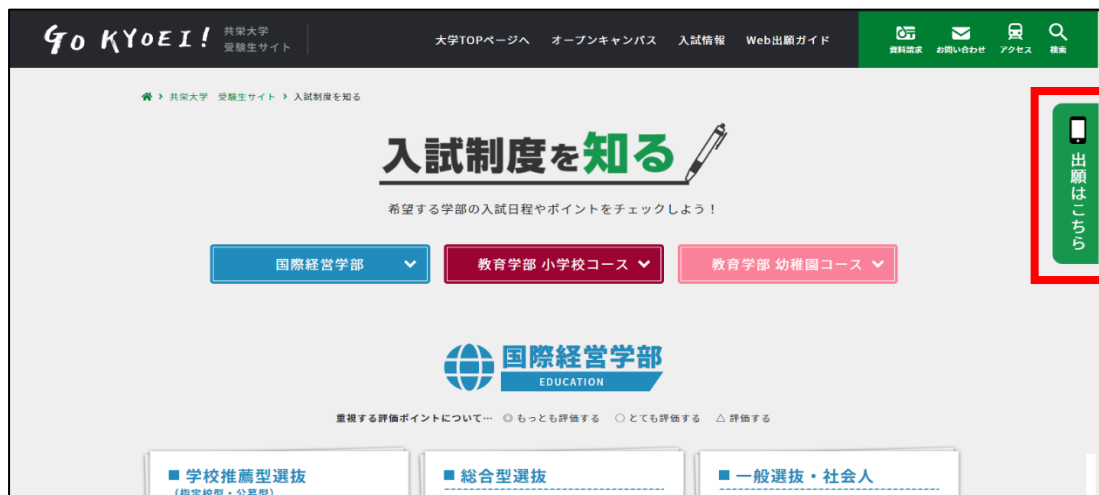 GO KYOEI!
共栄大学
受験生サイト
大学TOPページへ オープンキャンパス 入試情報 Web出願ガイド
資料請求 お問い合わせ アクセス 検索
共栄大学 受験生サイト 入試制度を知る
入試制度を知る
出願はこちら
希望する学部の入試日程やポイントをチェックしよう！
国際経営学部 教育学部 小学校コース 教育学部 幼稚園コース
国際経営学部
EDUCATION
重視する評価ポイントについて… ◎ もっとも評価する ○ とても評価する △ 評価する
■ 学校推薦型選抜
(指定校型・公募型)
■ 総合型選抜
■ 一般選抜・社会人